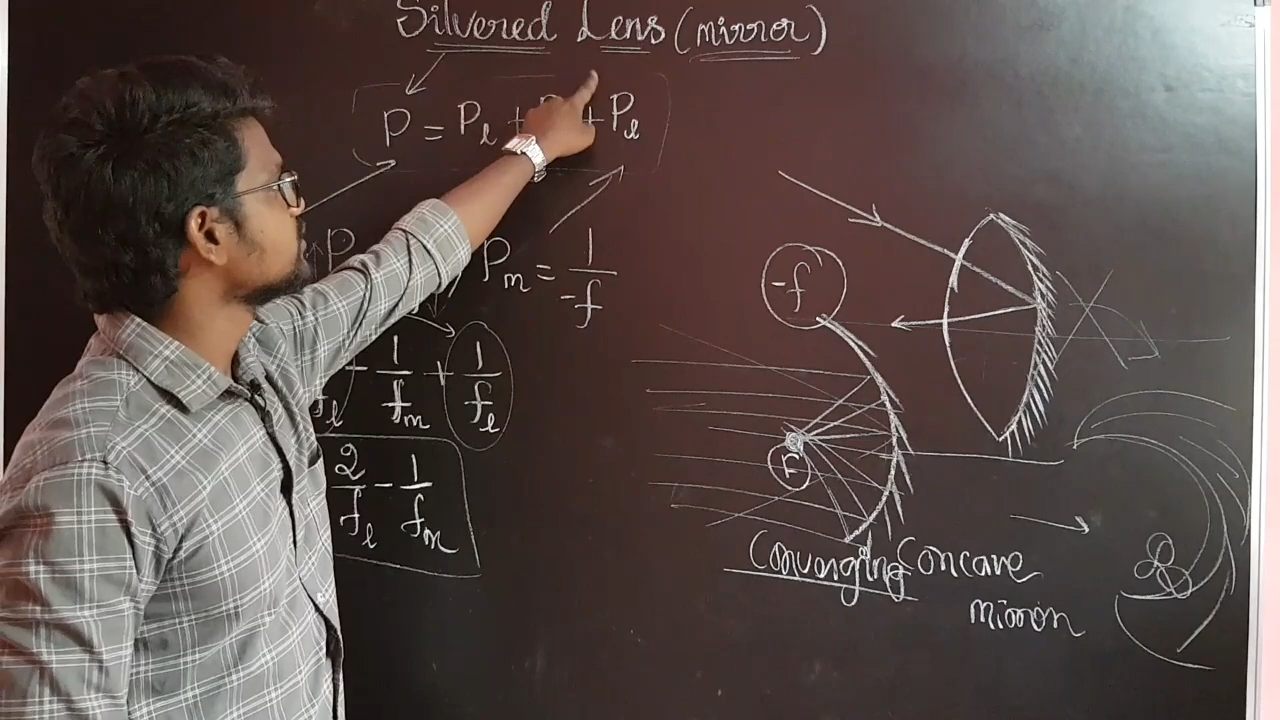 Silvered Lens (mirror)
P = Pℓ + P + Pℓ
P
Pm = 1/-f
1/fℓ - 1/fm + 1/fℓ
2/fℓ - 1/fm
-f
F
Converging Concave
mirror